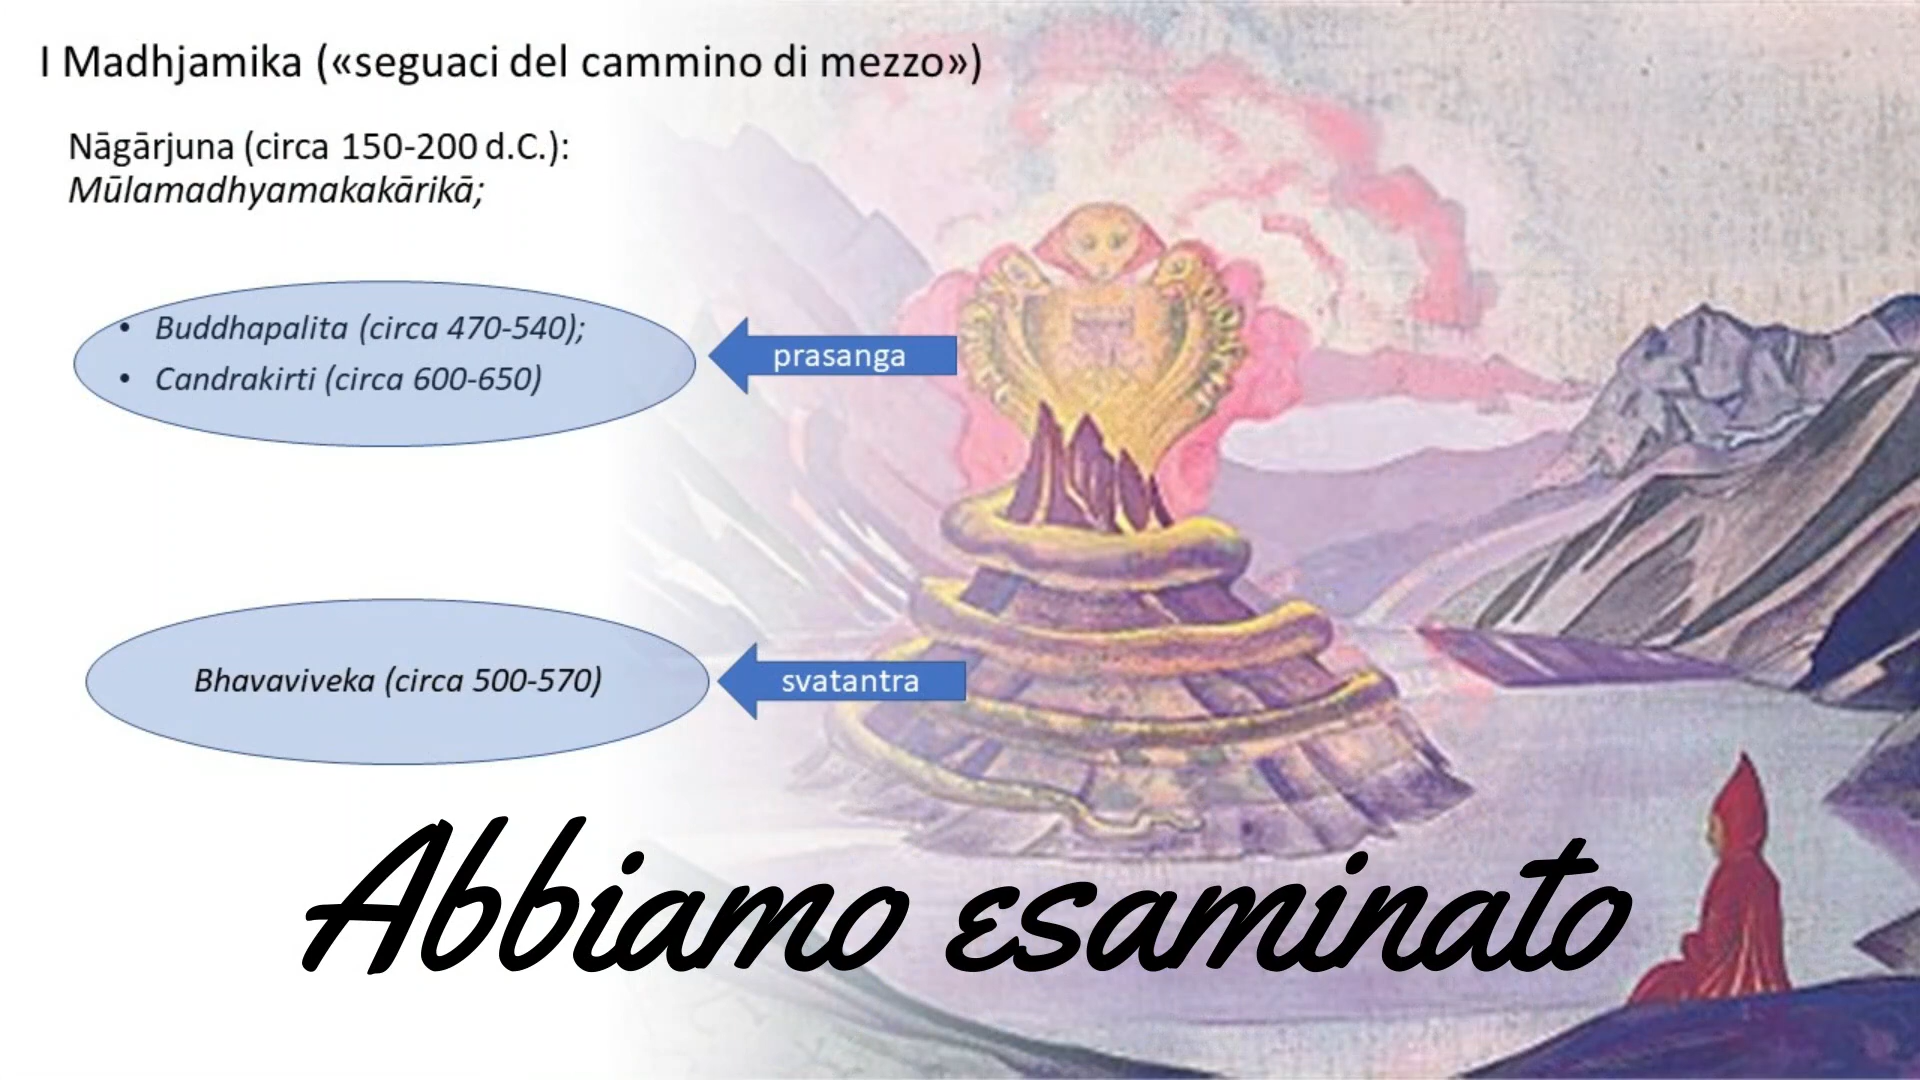 I Madhjamika («seguaci del cammino di mezzo»)
Nāgārjuna (circa 150-200 d.C.):
Mūlamadhyamakakārikā;
• Buddhapalita (circa 470-540);
• Candrakirti (circa 600-650)
prasanga
Bhavaviveka (circa 500-570)
svatantra
Abbiamo esaminato